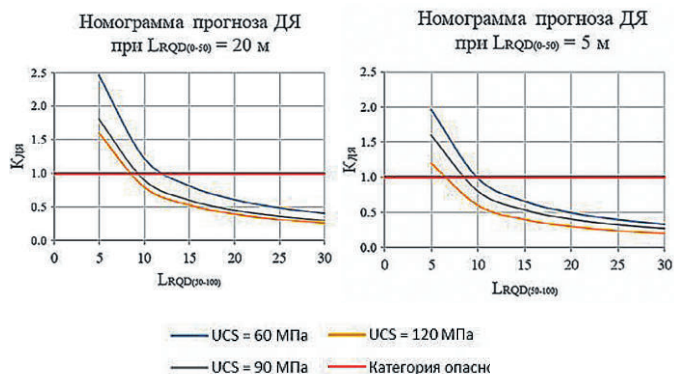 Номограмма прогноза ДЯ
при LRQD(0-50) = 20 м
2.5
2.0
1.5
1.0
0.5
0.0
Kдя
0 5 10 15 20 25 30
LRQD(50-100)
Номограмма прогноза ДЯ
при LRQD(0-50) = 5 м
2.5
2.0
1.5
1.0
0.5
0.0
Kдя
0 5 10 15 20 25 30
LRQD(50-100)
UCS = 60 МПа
UCS = 120 МПа
UCS = 90 МПа
Категория опасно